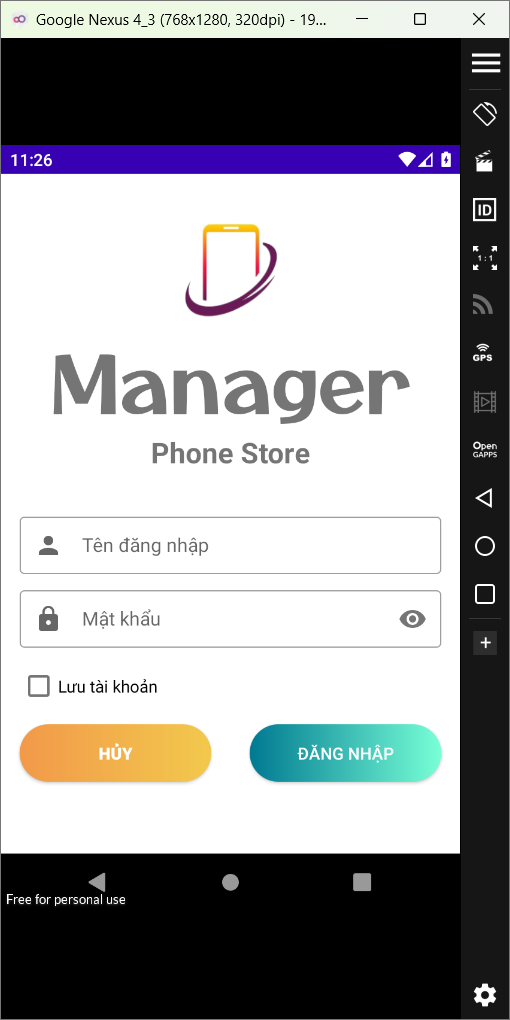 Google Nexus 4_3 (768x1280, 320dpi) - 19...
11:26
ID
1 : 1
GPS
Open
GAPPS
Manager
Phone Store
Tên đăng nhập
Mật khẩu
Lưu tài khoản
HỦY
ĐĂNG NHẬP
Free for personal use